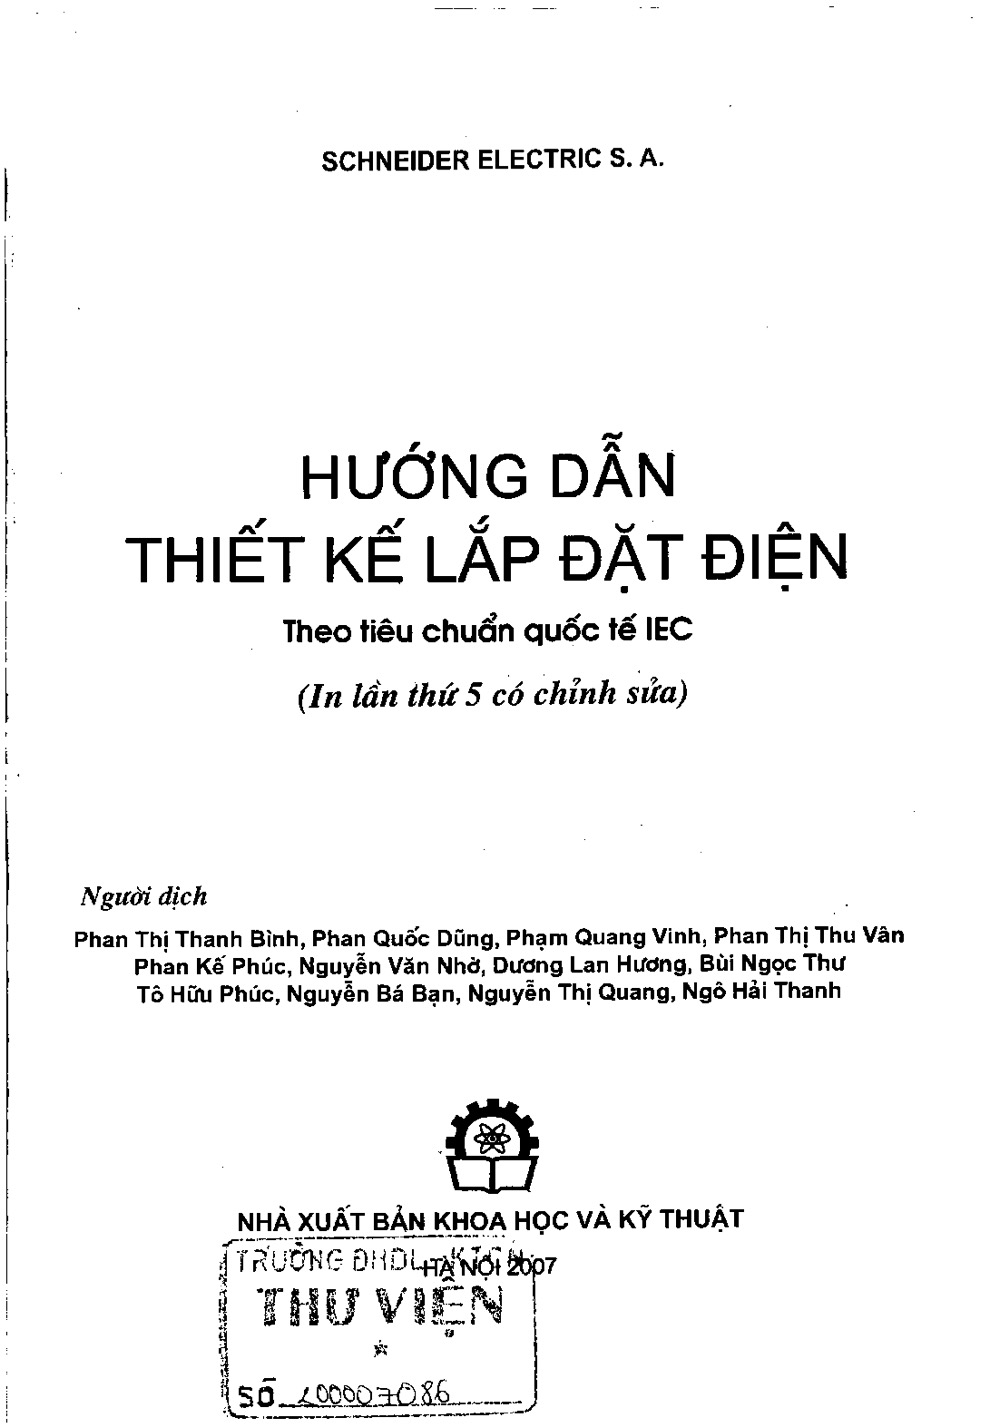 SCHNEIDER ELECTRIC S. A.
HƯỚNG DẪN
THIẾT KẾ LẮP ĐẶT ĐIỆN
Theo tiêu chuẩn quốc tế IEC
(In lần thứ 5 có chỉnh sửa)
Người dịch
Phan Thị Thanh Bình, Phan Quốc Dũng, Phạm Quang Vinh, Phan Thị Thu Vân
Phan Kế Phúc, Nguyễn Văn Nhờ, Dương Lan Hương, Bùi Ngọc Thư
Tô Hữu Phúc, Nguyễn Bá Bạn, Nguyễn Thị Quang, Ngô Hải Thanh
NHÀ XUẤT BẢN KHOA HỌC VÀ KỸ THUẬT
HÀ NỘI 2007
TRƯỜNG ĐHDL
THƯ VIỆN
SỐ